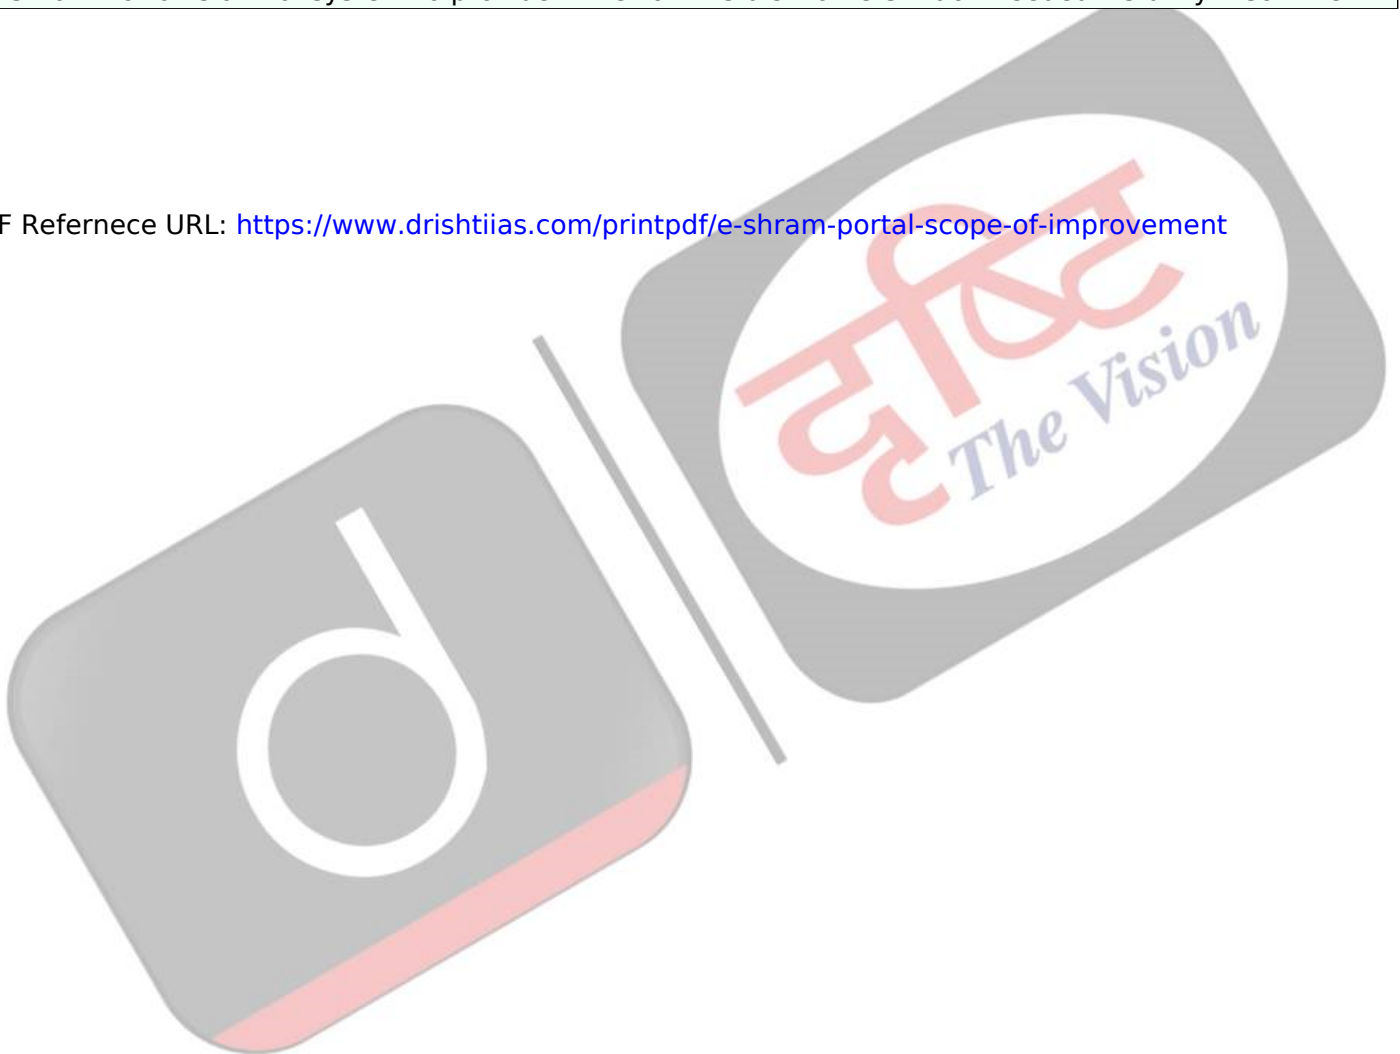 F Refernece URL: https://www.drishtiias.com/printpdf/e-shram-portal-scope-of-improvement
दृष्टि
The Vision
d